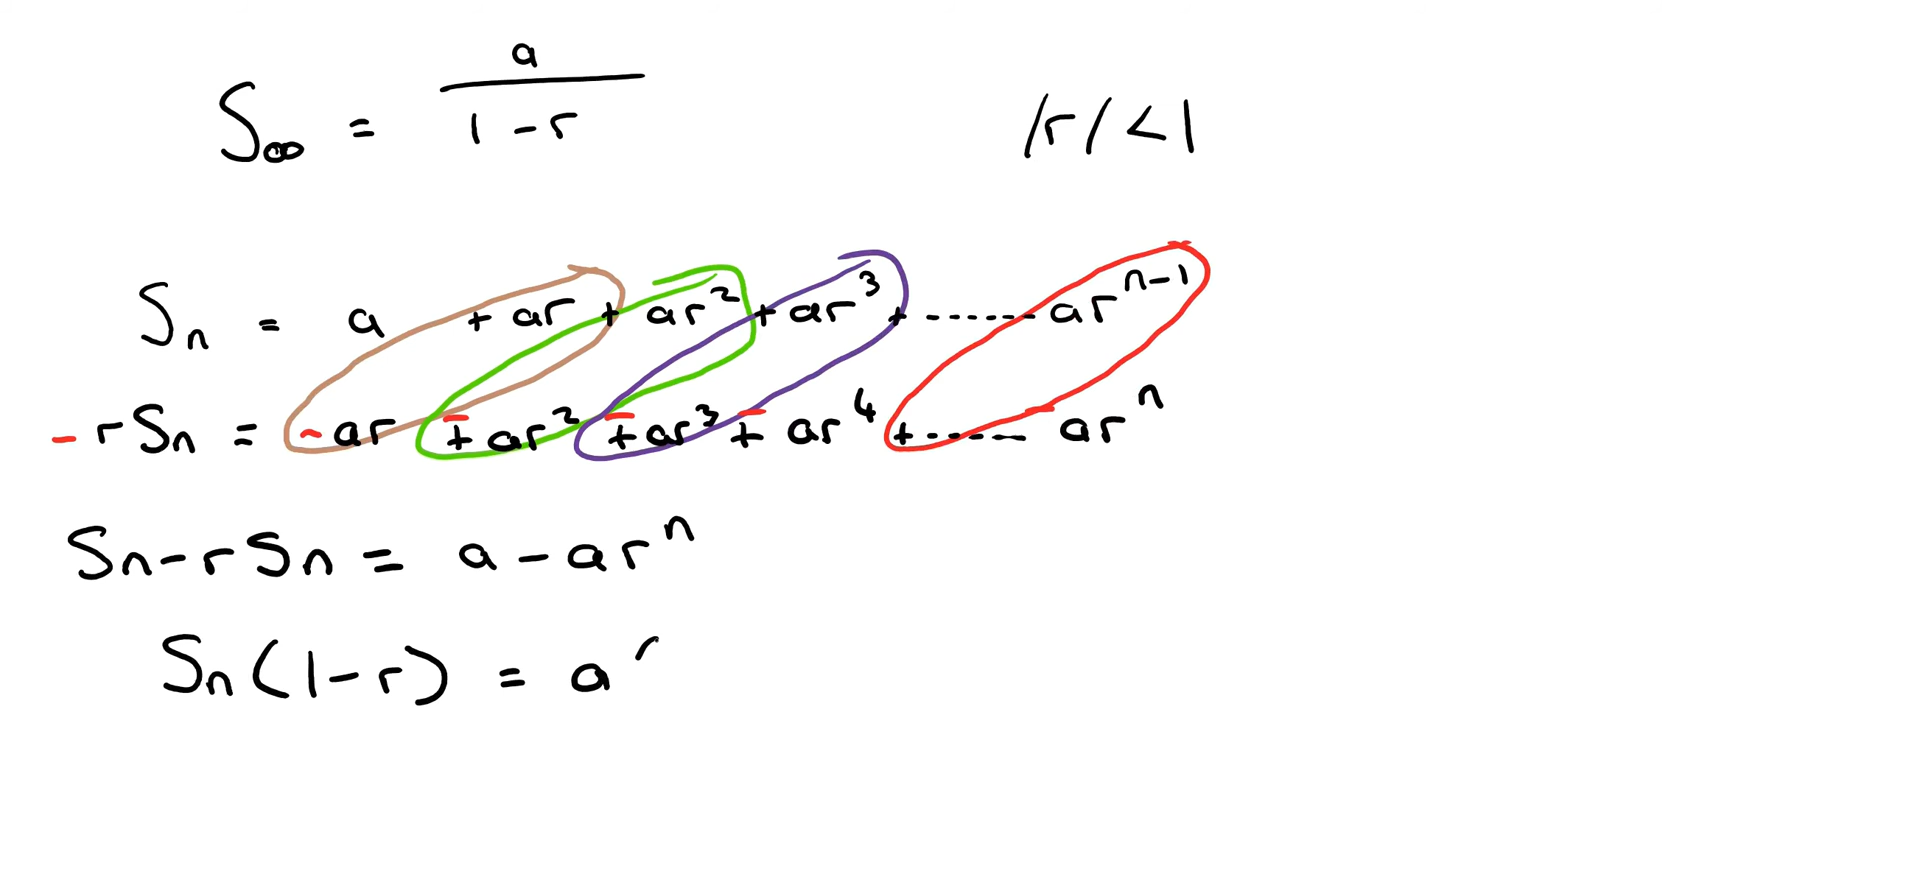 S∞ = a / (1 - r) |r| < 1
Sn = a + ar + ar² + ar³ + ------- ar^(n-1)
- rSn = - ar ∓ ar² ∓ ar³ ∓ ar⁴ + ------ - ar^n
Sn - rSn = a - ar^n
Sn(1 - r) = a